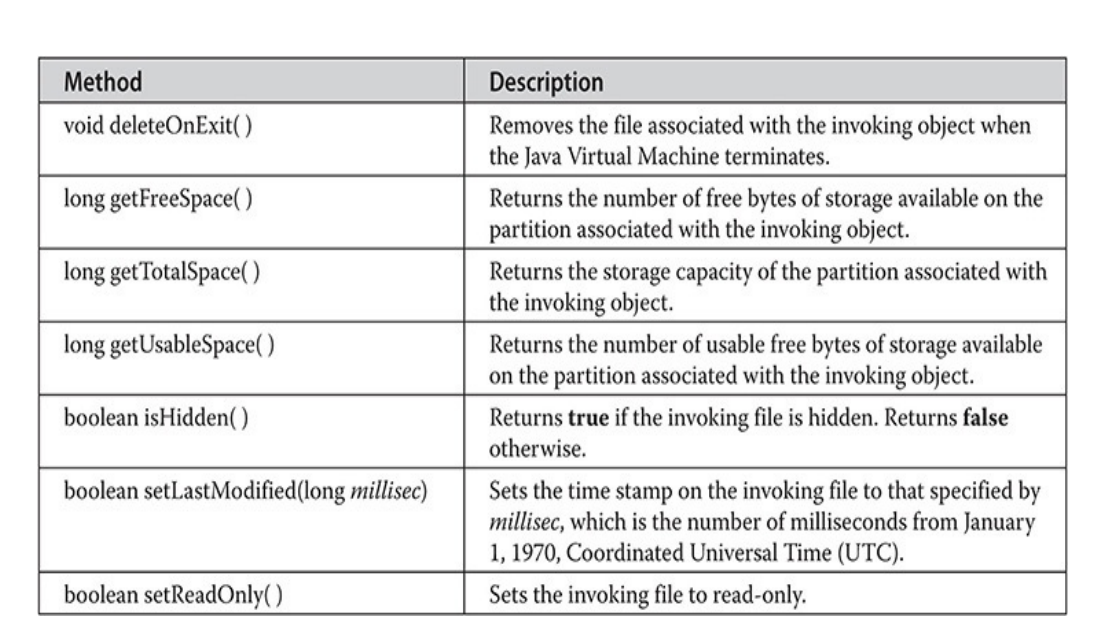 Method Description
void deleteOnExit( ) Removes the file associated with the invoking object when
the Java Virtual Machine terminates.
long getFreeSpace( ) Returns the number of free bytes of storage available on the
partition associated with the invoking object.
long getTotalSpace( ) Returns the storage capacity of the partition associated with
the invoking object.
long getUsableSpace( ) Returns the number of usable free bytes of storage available
on the partition associated with the invoking object.
boolean isHidden( ) Returns true if the invoking file is hidden. Returns false
otherwise.
boolean setLastModified(long millisec) Sets the time stamp on the invoking file to that specified by
millisec, which is the number of milliseconds from January
1, 1970, Coordinated Universal Time (UTC).
boolean setReadOnly( ) Sets the invoking file to read-only.